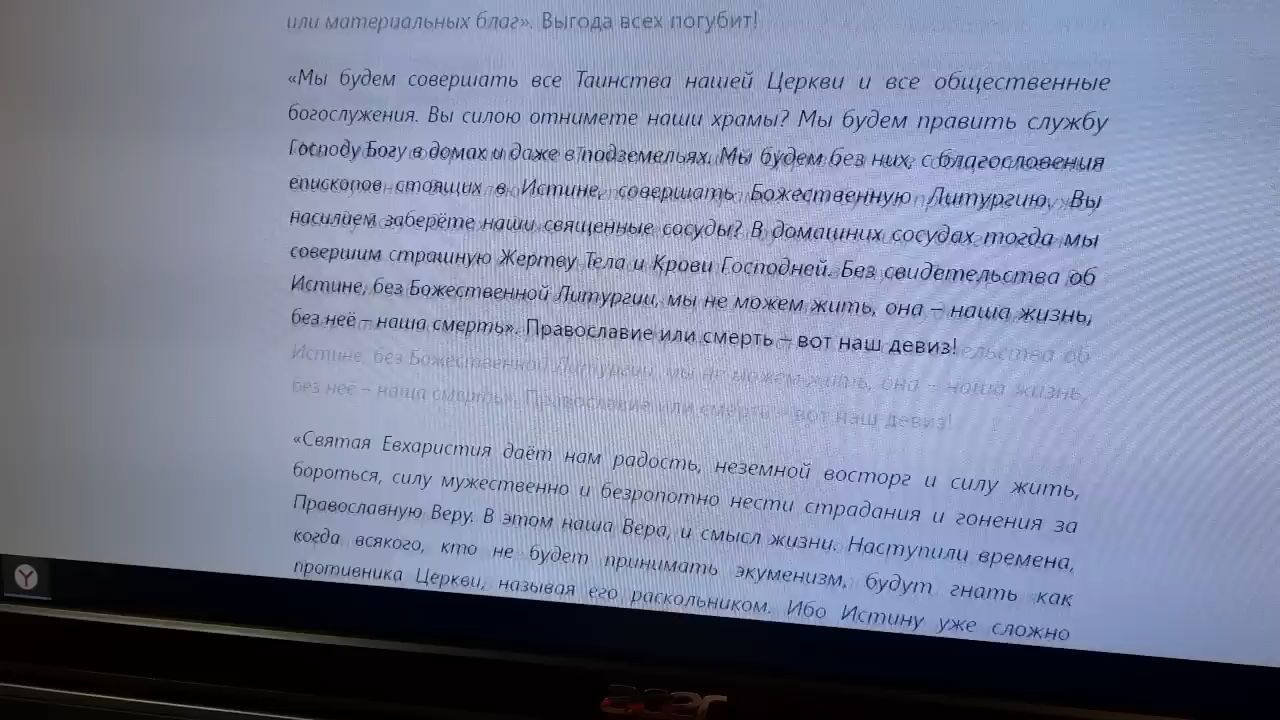 или материальных благ». Выгода всех погубит!
«Мы будем совершать все Таинства нашей Церкви и все общественные
богослужения. Вы силою отнимете наши храмы? Мы будем править службу
Господу Богу в домах и даже в подземельях. Мы будем без них, с благословения
епископов стоящих в Истине, совершать Божественную Литургию. Вы
насилием заберёте наши священные сосуды? В домашних сосудах тогда мы
совершим страшную Жертву Тела и Крови Господней. Без свидетельства об
Истине, без Божественной Литургии, мы не можем жить, она – наша жизнь,
без неё – наша смерть». Православие или смерть – вот наш девиз!
«Святая Евхаристия даёт нам радость, неземной восторг и силу жить,
бороться, силу мужественно и безропотно нести страдания и гонения за
Православную Веру. В этом наша Вера, и смысл жизни. Наступили времена,
когда всякого, кто не будет принимать экуменизм, будут гнать как
противника Церкви, называя его раскольником. Ибо Истину уже сложно
acer